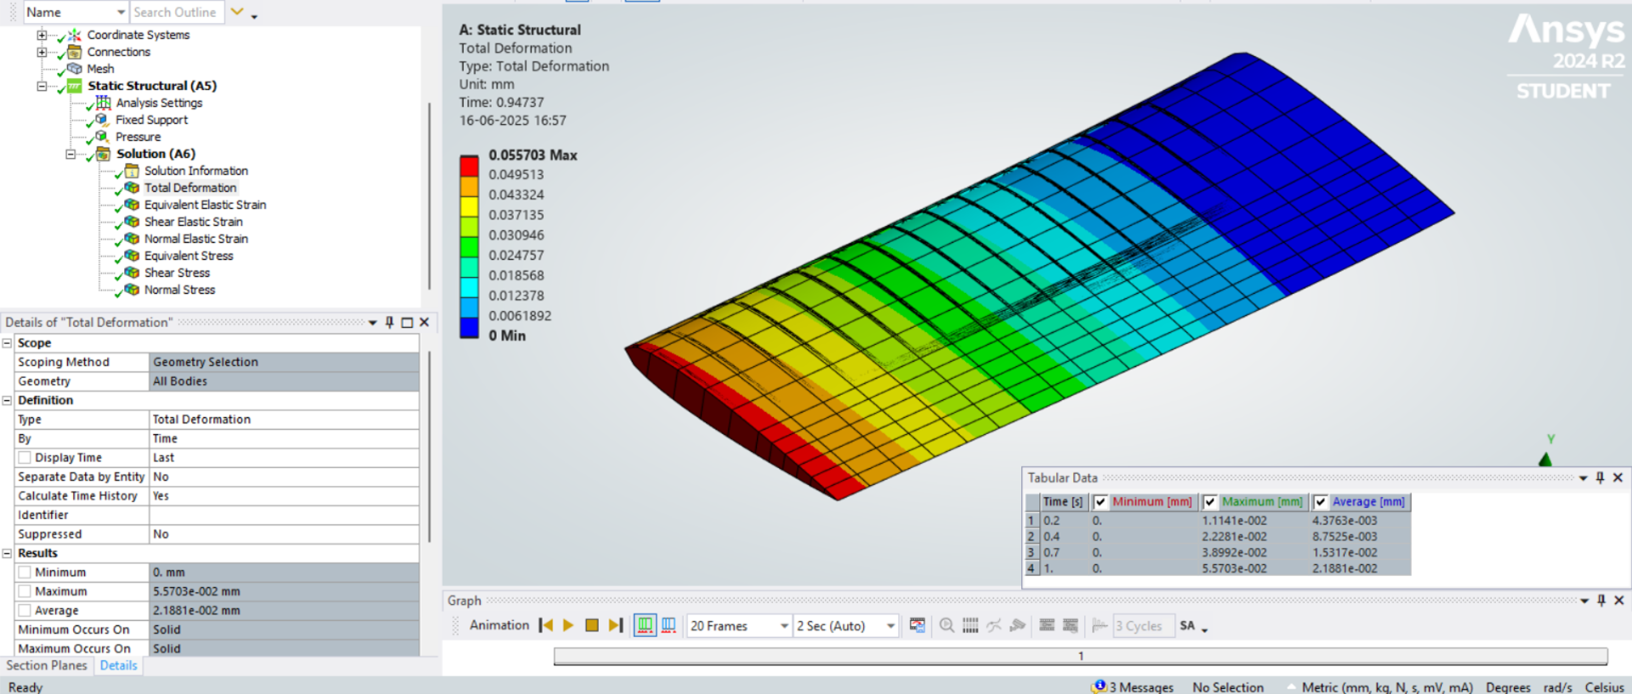 Name Search Outline
Coordinate Systems
Connections
Mesh
Static Structural (A5)
Analysis Settings
Fixed Support
Pressure
Solution (A6)
Solution Information
Total Deformation
Equivalent Elastic Strain
Shear Elastic Strain
Normal Elastic Strain
Equivalent Stress
Shear Stress
Normal Stress
Details of "Total Deformation"
Scope
Scoping Method Geometry Selection
Geometry All Bodies
Definition
Type Total Deformation
By Time
Display Time Last
Separate Data by Entity No
Calculate Time History Yes
Identifier
Suppressed No
Results
Minimum 0. mm
Maximum 5.5703e-002 mm
Average 2.1881e-002 mm
Minimum Occurs On Solid
Maximum Occurs On Solid
Section Planes Details
Ready
A: Static Structural
Total Deformation
Type: Total Deformation
Unit: mm
Time: 0.94737
16-06-2025 16:57
0.055703 Max
0.049513
0.043324
0.037135
0.030946
0.024757
0.018568
0.012378
0.0061892
0 Min
Ansys
2024 R2
STUDENT
Y
Tabular Data
Time [s] Minimum [mm] Maximum [mm] Average [mm]
1 0.2 0. 1.1141e-002 4.3763e-003
2 0.4 0. 2.2281e-002 8.7525e-003
3 0.7 0. 3.8992e-002 1.5317e-002
4 1. 0. 5.5703e-002 2.1881e-002
Graph
Animation 20 Frames 2 Sec (Auto) 3 Cycles SA
1
3 Messages No Selection Metric (mm, kg, N, s, mV, mA) Degrees rad/s Celsius